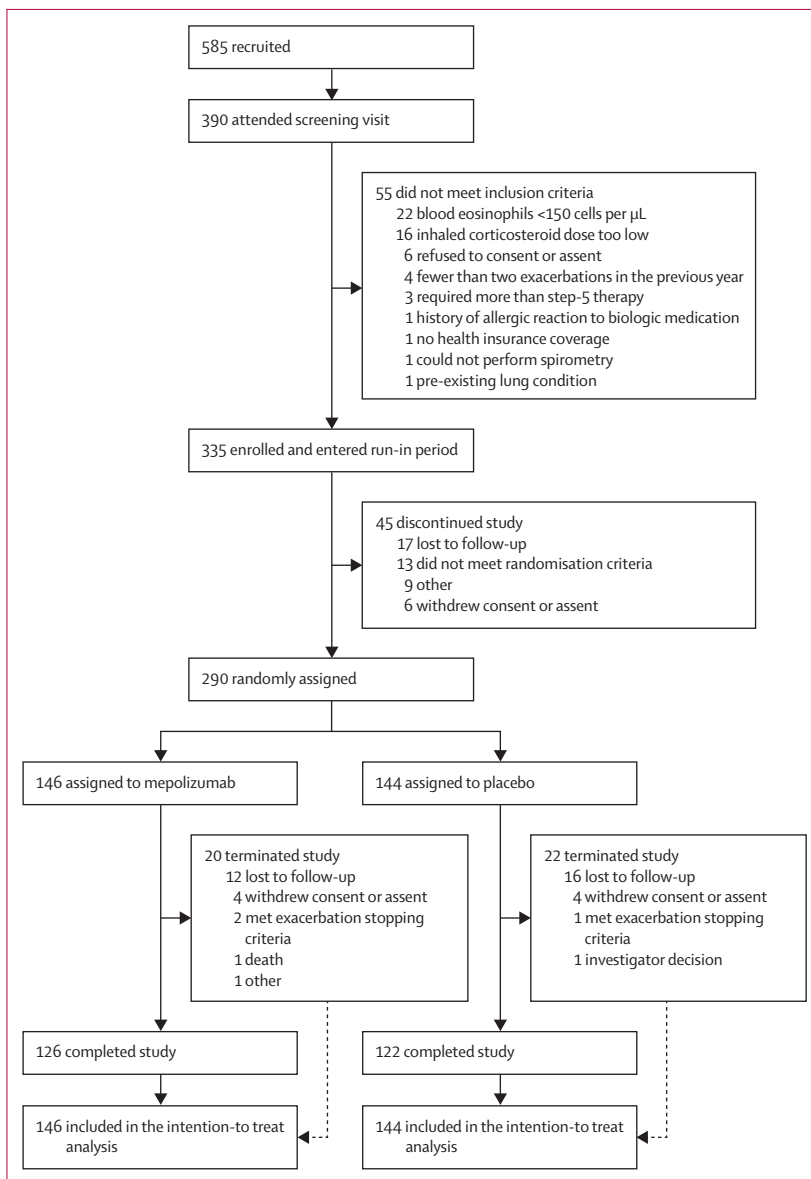 585 recruited
390 attended screening visit
55 did not meet inclusion criteria
22 blood eosinophils <150 cells per µL
16 inhaled corticosteroid dose too low
6 refused to consent or assent
4 fewer than two exacerbations in the previous year
3 required more than step-5 therapy
1 history of allergic reaction to biologic medication
1 no health insurance coverage
1 could not perform spirometry
1 pre-existing lung condition
335 enrolled and entered run-in period
45 discontinued study
17 lost to follow-up
13 did not meet randomisation criteria
9 other
6 withdrew consent or assent
290 randomly assigned
146 assigned to mepolizumab
144 assigned to placebo
20 terminated study
12 lost to follow-up
4 withdrew consent or assent
2 met exacerbation stopping
criteria
1 death
1 other
22 terminated study
16 lost to follow-up
4 withdrew consent or assent
1 met exacerbation stopping
criteria
1 investigator decision
126 completed study
122 completed study
146 included in the intention-to treat
analysis
144 included in the intention-to treat
analysis